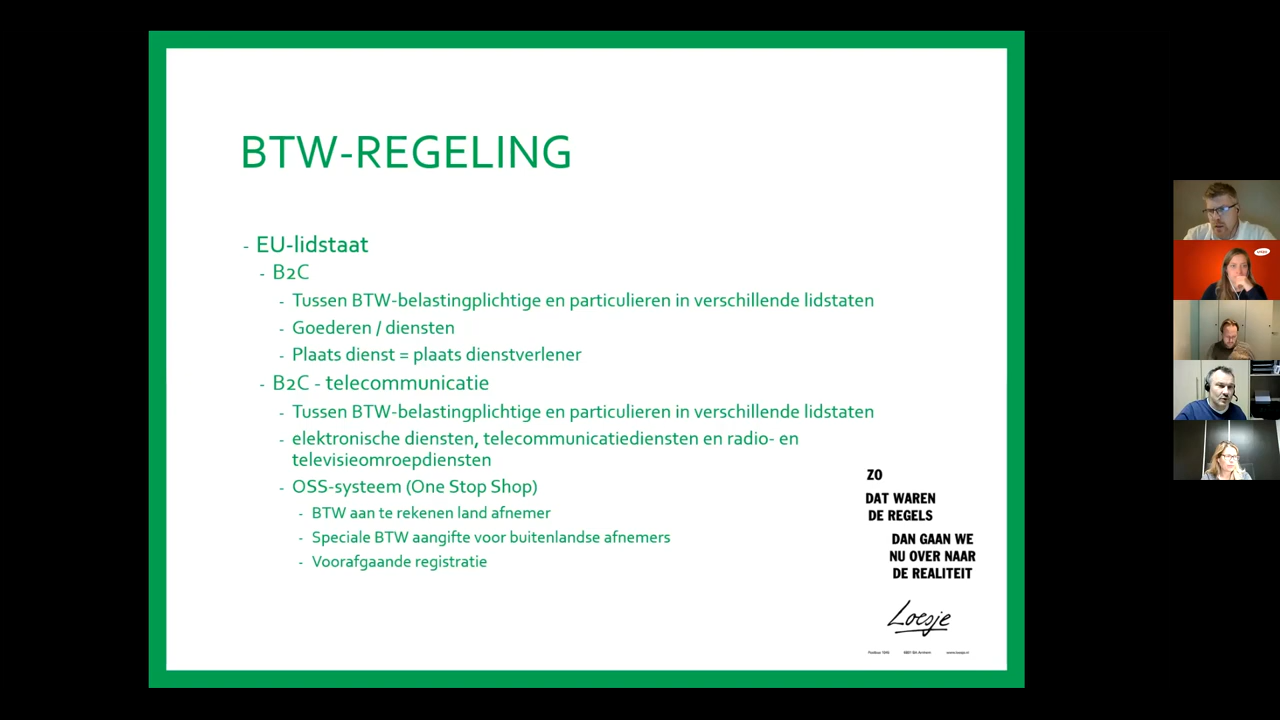 BTW-REGELING
- EU-lidstaat
- B2C
- Tussen BTW-belastingplichtige en particulieren in verschillende lidstaten
- Goederen / diensten
- Plaats dienst = plaats dienstverlener
- B2C - telecommunicatie
- Tussen BTW-belastingplichtige en particulieren in verschillende lidstaten
- elektronische diensten, telecommunicatiediensten en radio- en
televisieomroepdiensten
- OSS-systeem (One Stop Shop)
- BTW aan te rekenen land afnemer
- Speciale BTW aangifte voor buitenlandse afnemers
- Voorafgaande registratie
ZO
DAT WAREN
DE REGELS
DAN GAAN WE
NU OVER NAAR
DE REALITEIT
Loesje